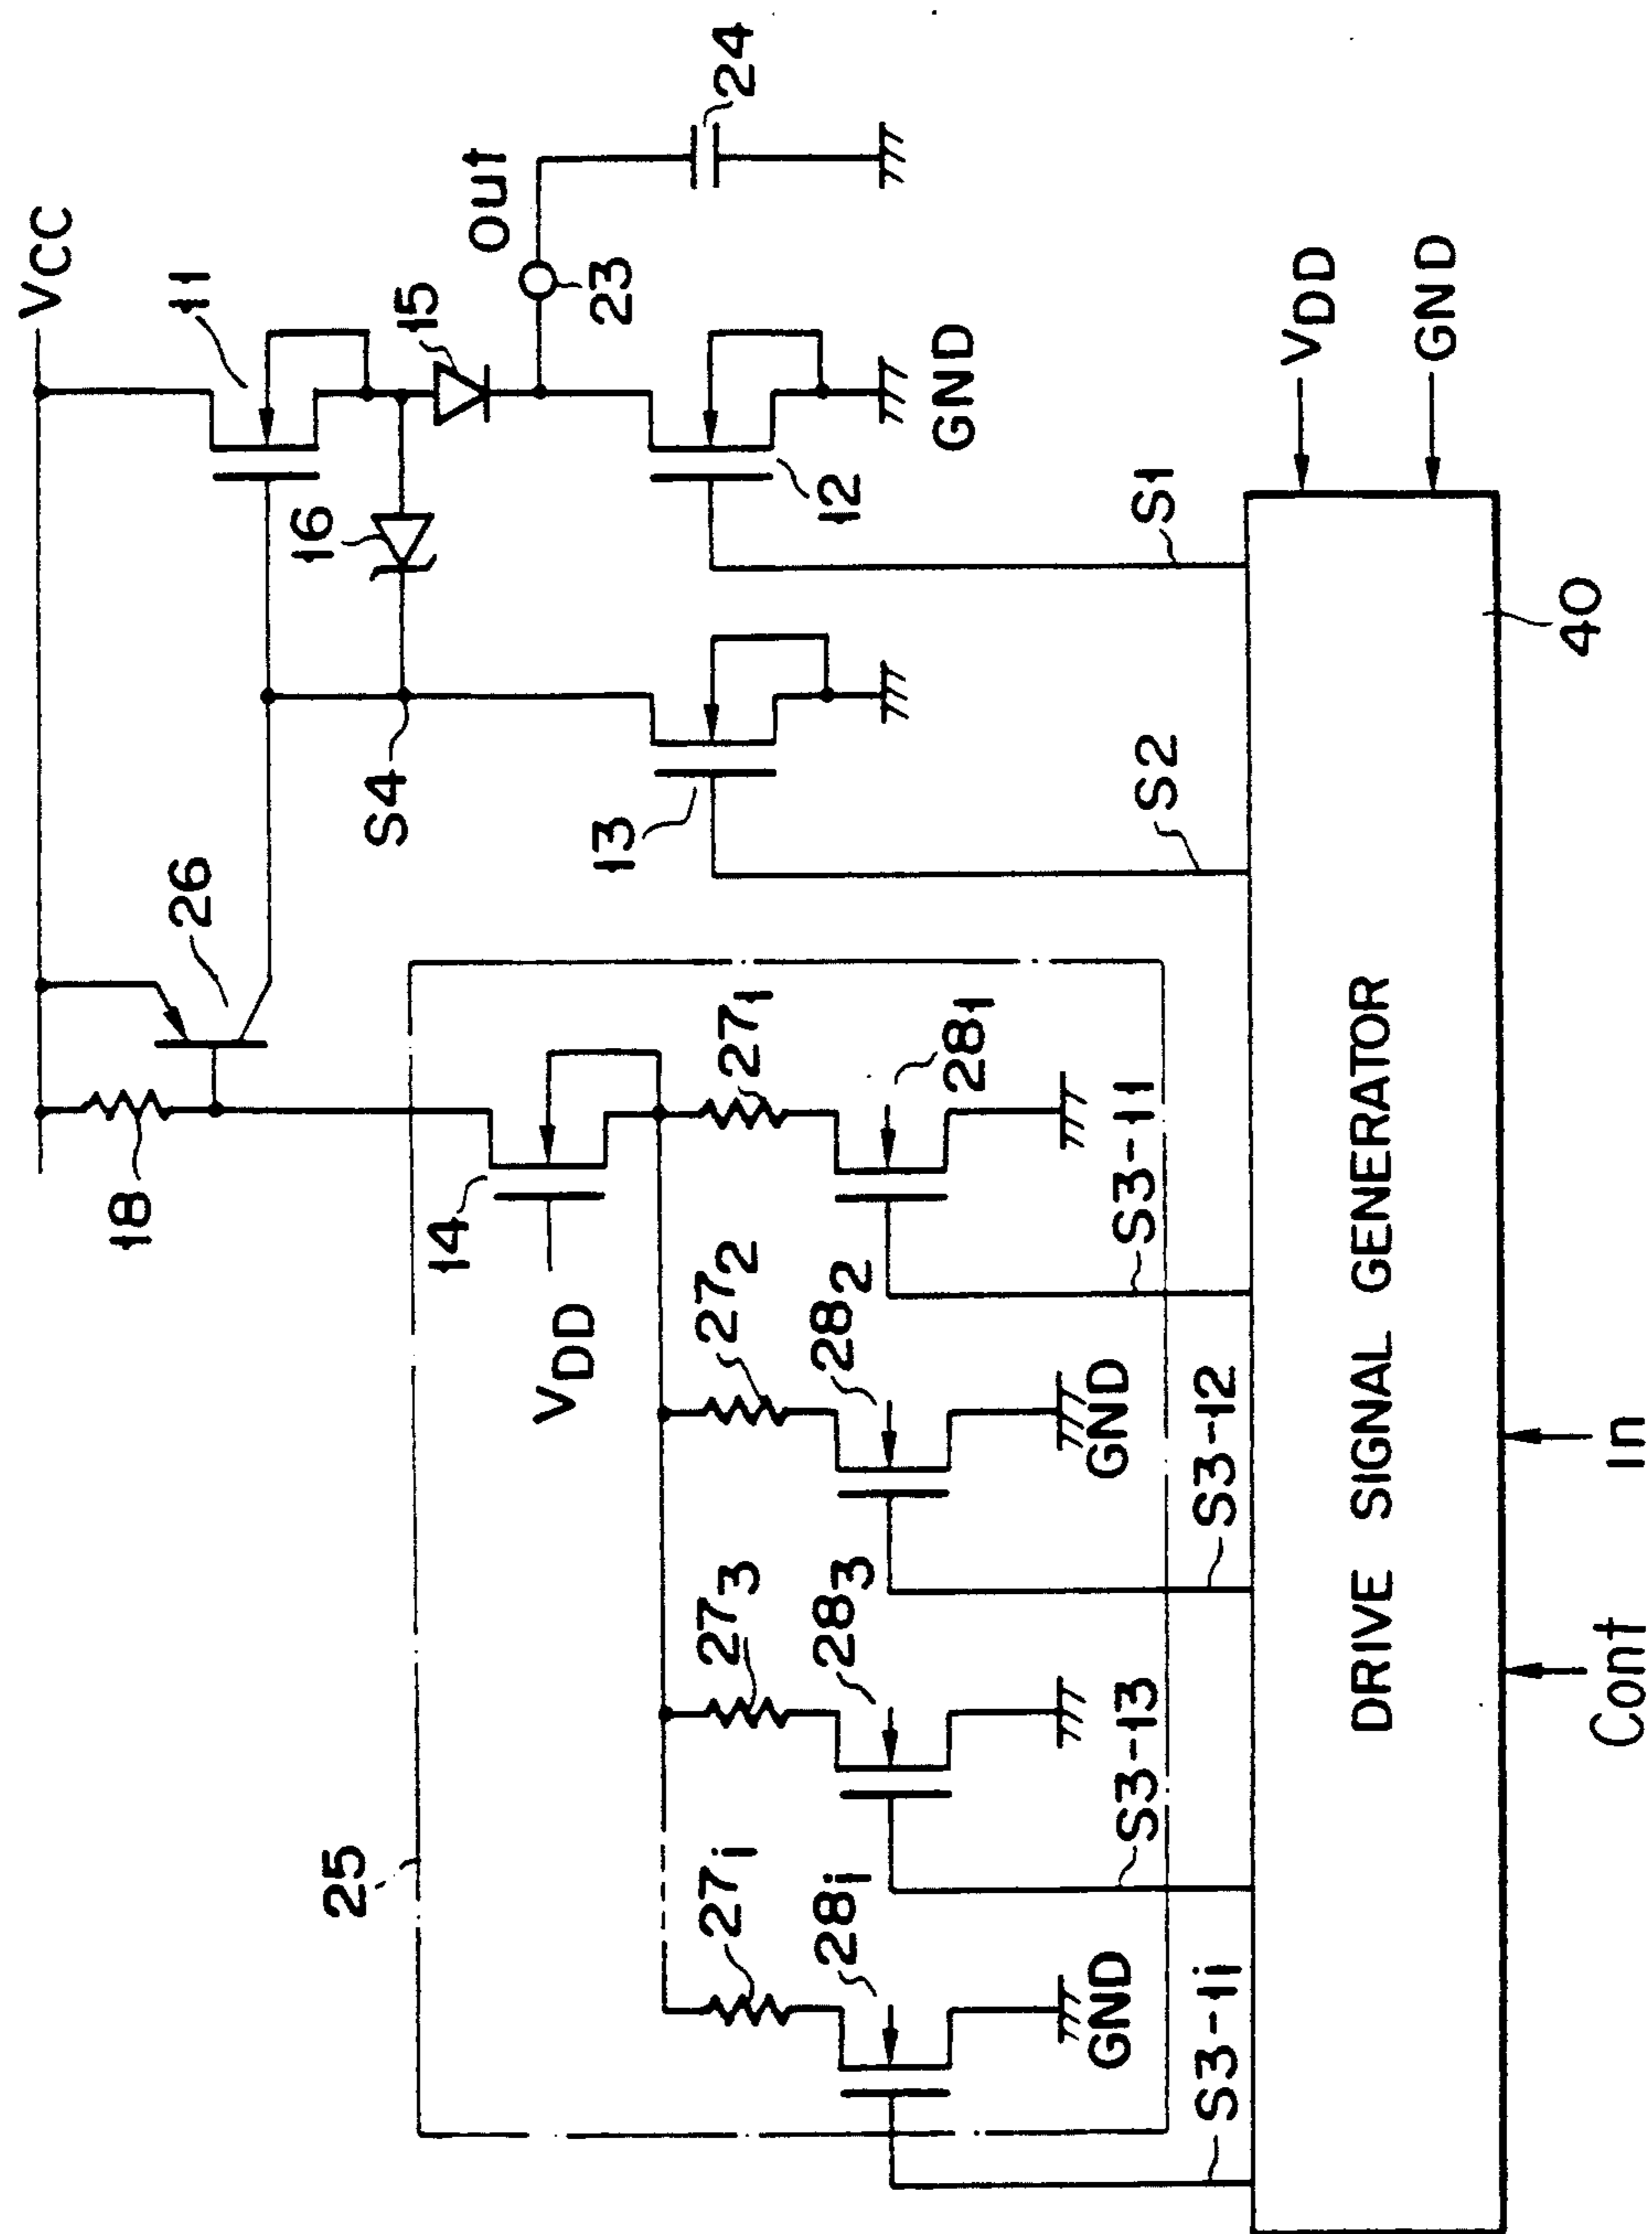 VCC
18
26
11
16
15
S4
OUT
23
24
25
14
VDD
27i
273
272
271
28i
283
282
281
GND
GND
13
12
GND
S3-1i
S3-13
S3-12
S3-11
S2
S1
DRIVE SIGNAL GENERATOR
40
VDD
GND
Cont
In